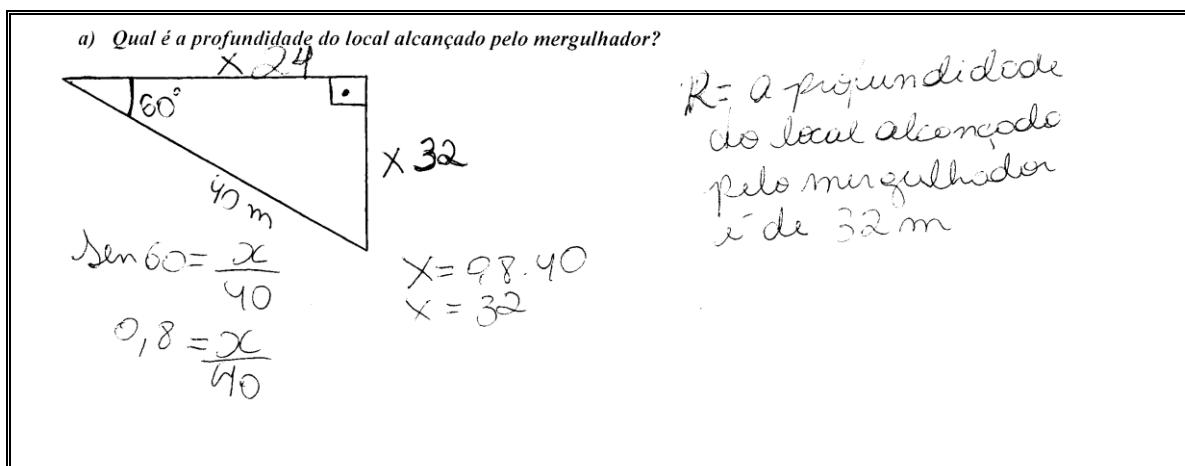 a) Qual é a profundidade do local alcançado pelo mergulhador?
x 24
60°
x 32
40 m
Sen 60 = x/40
0,8 = x/40
X = 0,8 . 40
x = 32
R = a profundidade
do local alcançado
pelo mergulhador
é de 32 m